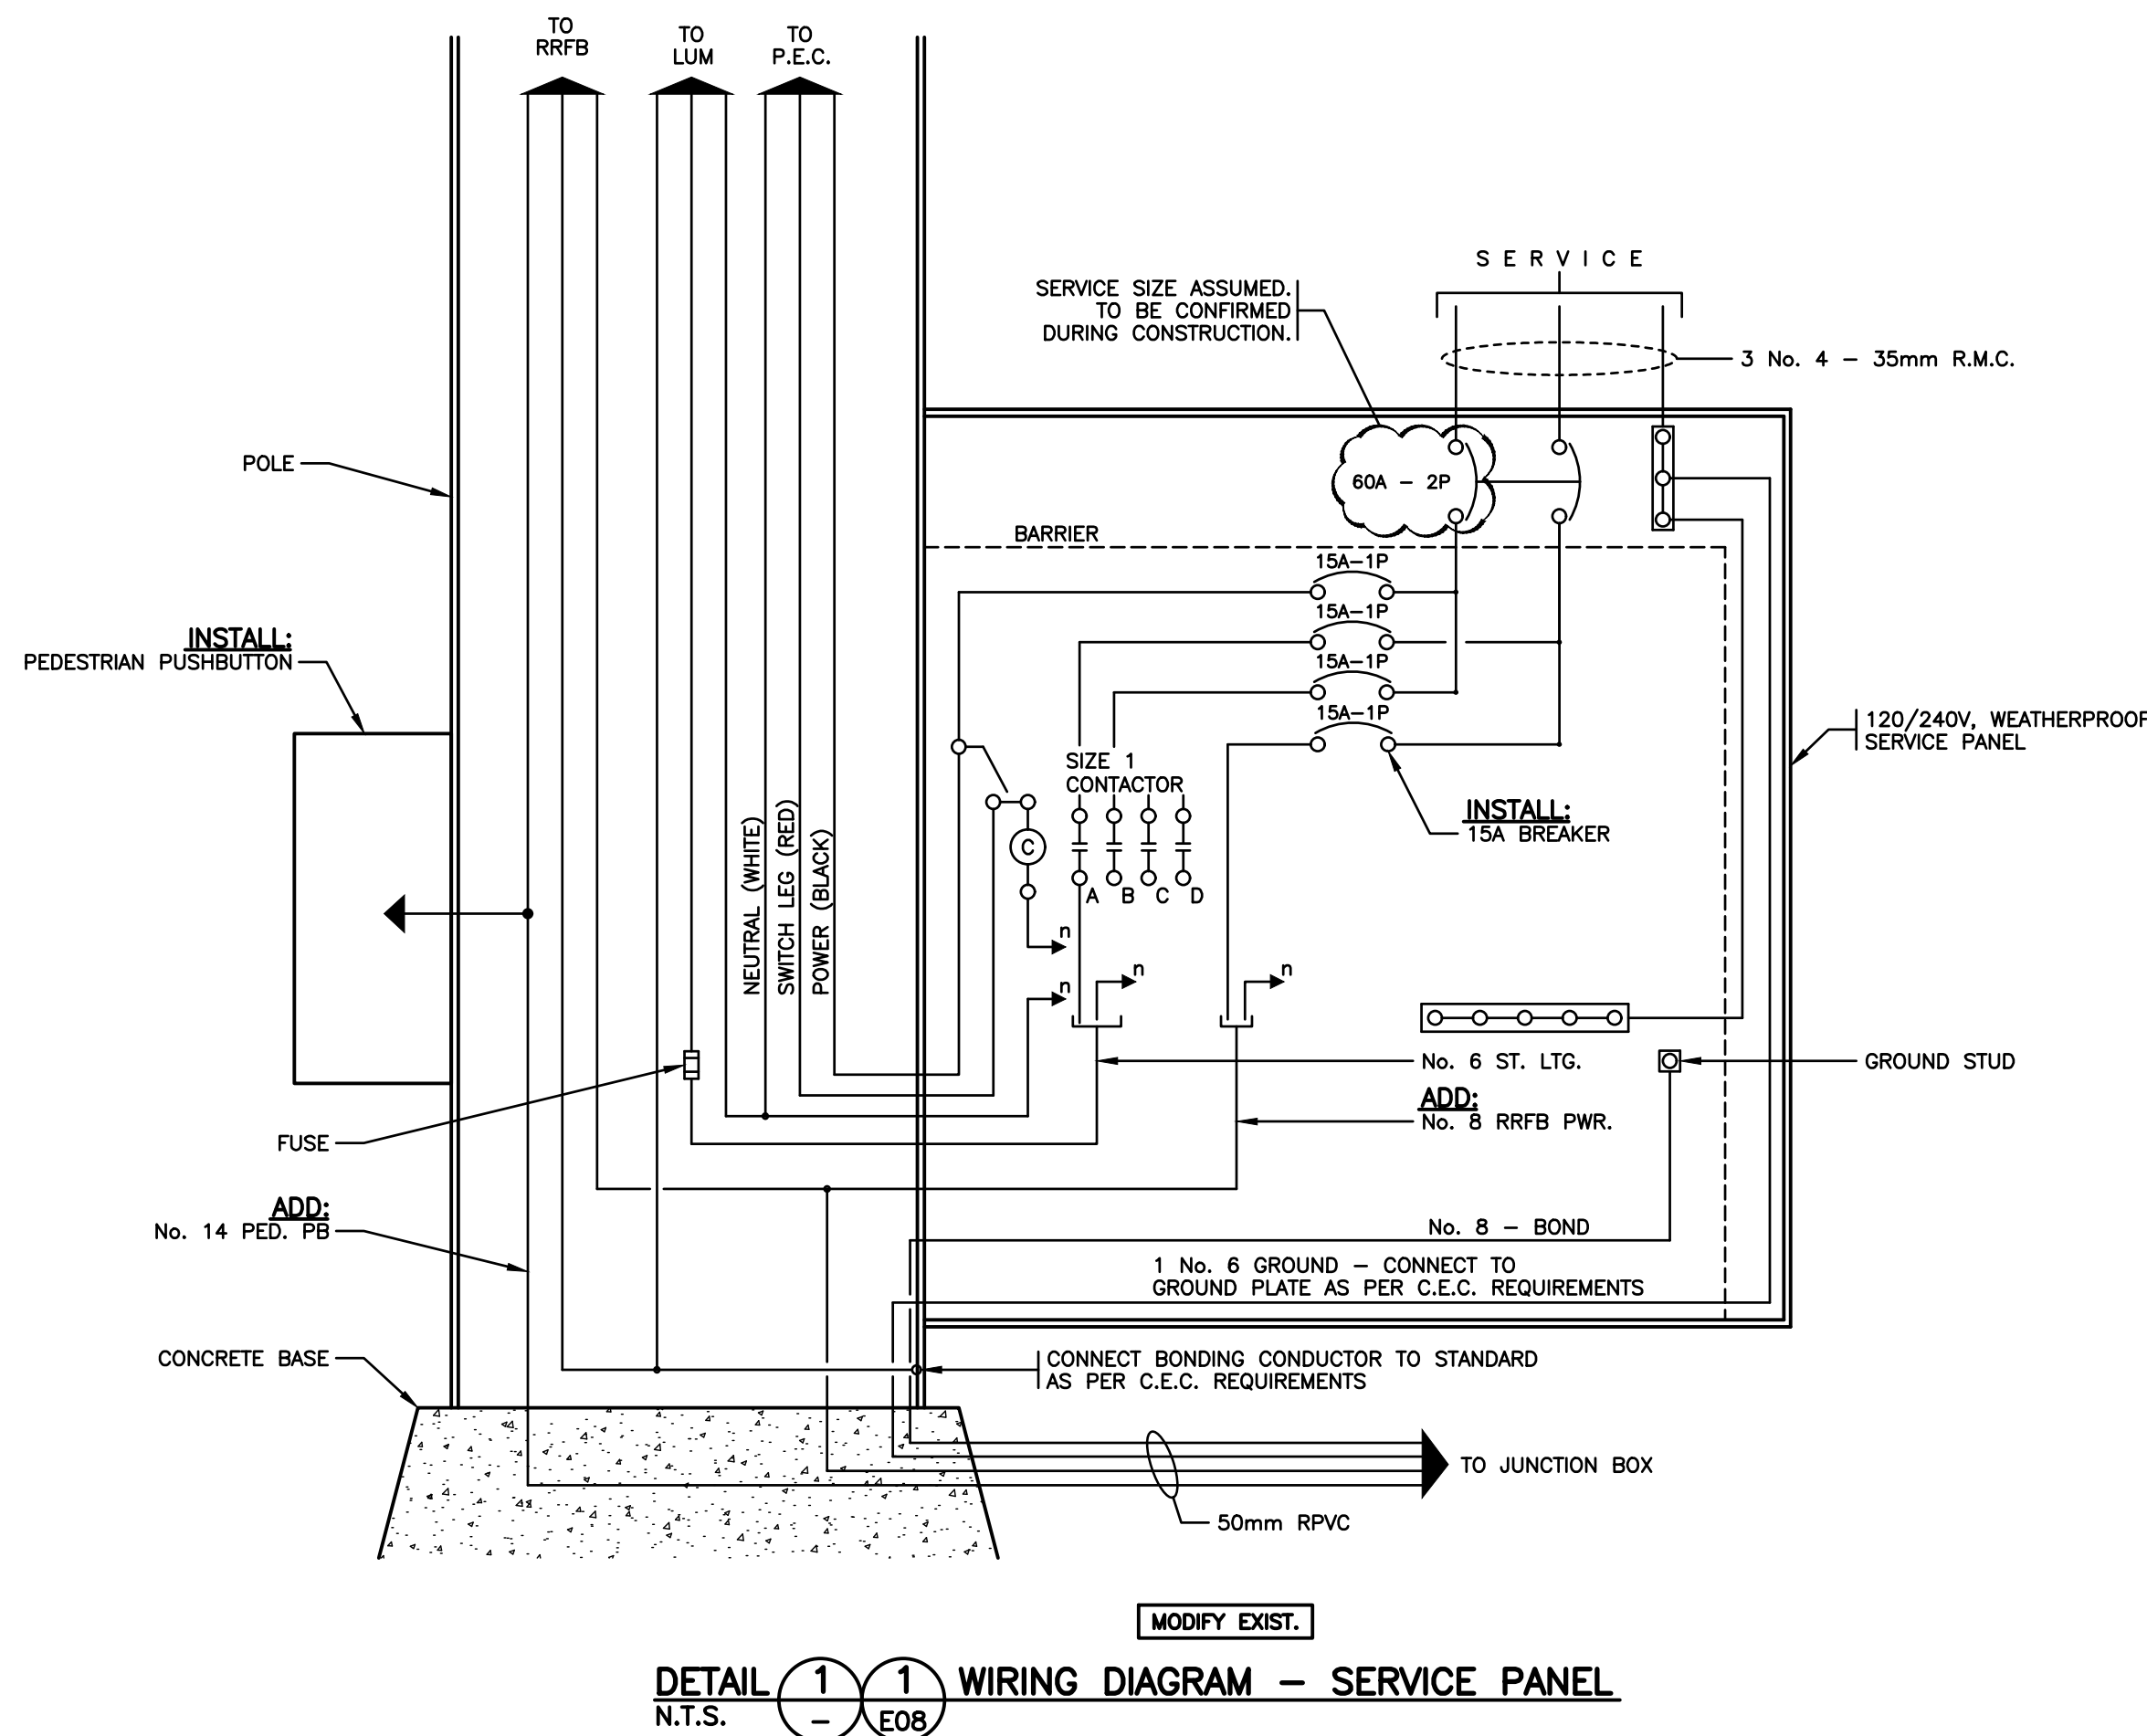 TO
RRFB
TO
LUM
TO
P.E.C.
S E R V I C E
SERVICE SIZE ASSUMED.
TO BE CONFIRMED
DURING CONSTRUCTION.
3 No. 4 - 35mm R.M.C.
POLE
60A - 2P
BARRIER
15A-1P
15A-1P
15A-1P
15A-1P
INSTALL:
PEDESTRIAN PUSHBUTTON
120/240V, WEATHERPROOF
SERVICE PANEL
SIZE 1
CONTACTOR
INSTALL:
15A BREAKER
NEUTRAL (WHITE)
SWITCH LEG (RED)
POWER (BLACK)
C
A B C D
n
n
n
n
No. 6 ST. LTG.
GROUND STUD
ADD:
No. 8 RRFB PWR.
FUSE
ADD:
No. 14 PED. PB
No. 8 - BOND
1 No. 6 GROUND - CONNECT TO
GROUND PLATE AS PER C.E.C. REQUIREMENTS
CONCRETE BASE
CONNECT BONDING CONDUCTOR TO STANDARD
AS PER C.E.C. REQUIREMENTS
TO JUNCTION BOX
50mm RPVC
MODIFY EXIST.
DETAIL 1 1 WIRING DIAGRAM - SERVICE PANEL
N.T.S. - E08